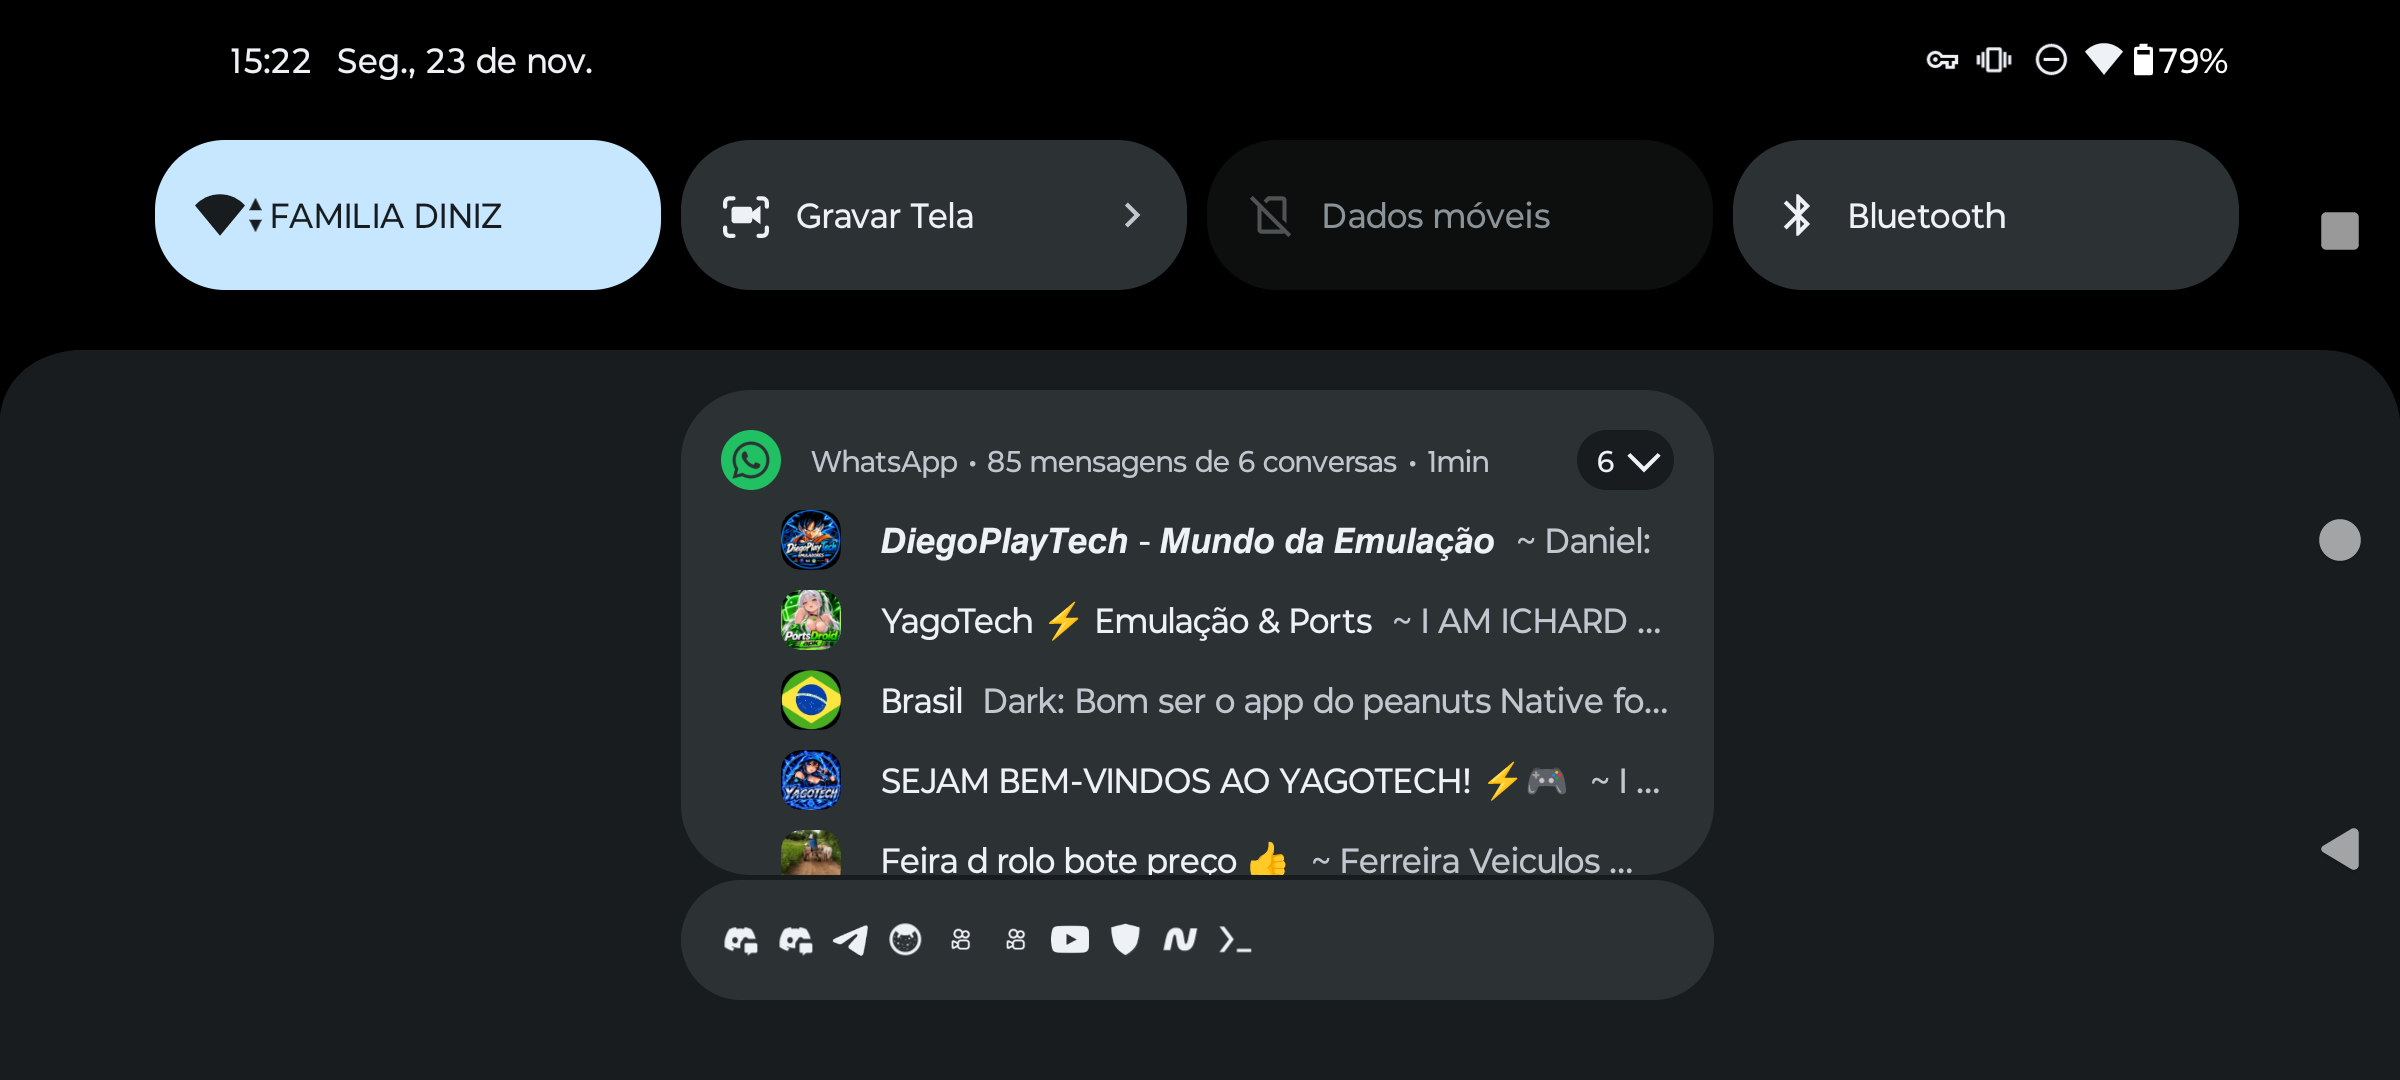 15:22 Seg., 23 de nov. 79%
FAMILIA DINIZ
Gravar Tela
Dados móveis
Bluetooth
WhatsApp • 85 mensagens de 6 conversas • 1min 6
DiegoPlayTech - Mundo da Emulação ~ Daniel:
YagoTech ⚡ Emulação & Ports ~ I AM ICHARD ...
Brasil Dark: Bom ser o app do peanuts Native fo...
SEJAM BEM-VINDOS AO YAGOTECH! ⚡🎮 ~ I ...
Feira d rolo bote preço 👍 ~ Ferreira Veiculos ...